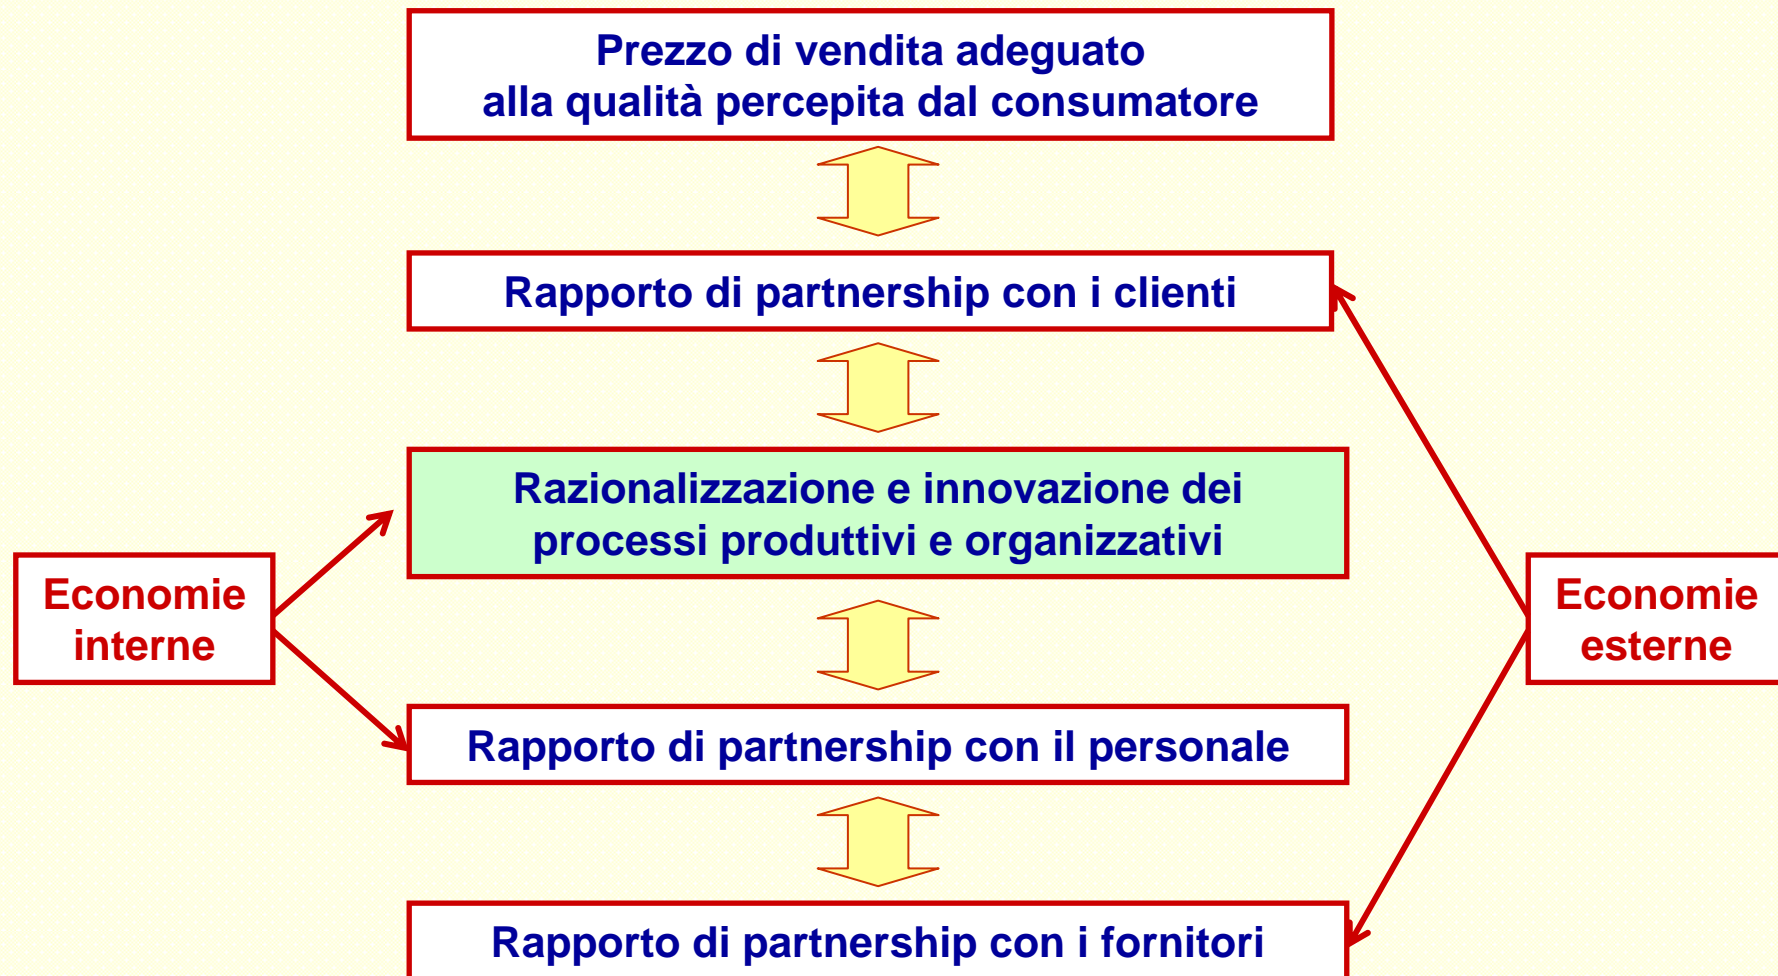 Prezzo di vendita adeguato
alla qualità percepita dal consumatore
Rapporto di partnership con i clienti
Razionalizzazione e innovazione dei
processi produttivi e organizzativi
Economie
interne
Economie
esterne
Rapporto di partnership con il personale
Rapporto di partnership con i fornitori